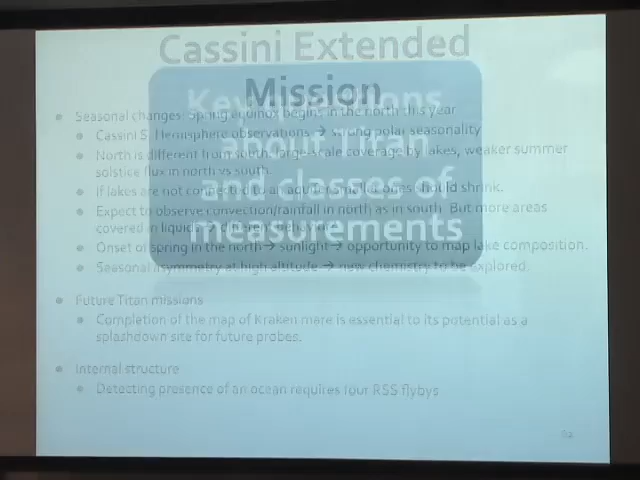 Cassini Extended
Mission
Key questions
about Titan
and classes of
measurements
Seasonal changes: Spring equinox begins in the north this year
Cassini S. Hemisphere observations → strong polar seasonality
North is different from south: large-scale coverage by lakes, weaker summer
solstice flux in north vs south.
If lakes are not connected to an aquifer smaller ones should shrink.
Expect to observe convection/rainfall in north as in south. But more areas
covered in liquid → different behavior
Onset of spring in the north → sunlight → opportunity to map lake composition.
Seasonal asymmetry at high altitude → new chemistry to be explored.
Future Titan missions
Completion of the map of Kraken mare is essential to its potential as a
splashdown site for future probes.
Internal structure
Detecting presence of an ocean requires four RSS flybys